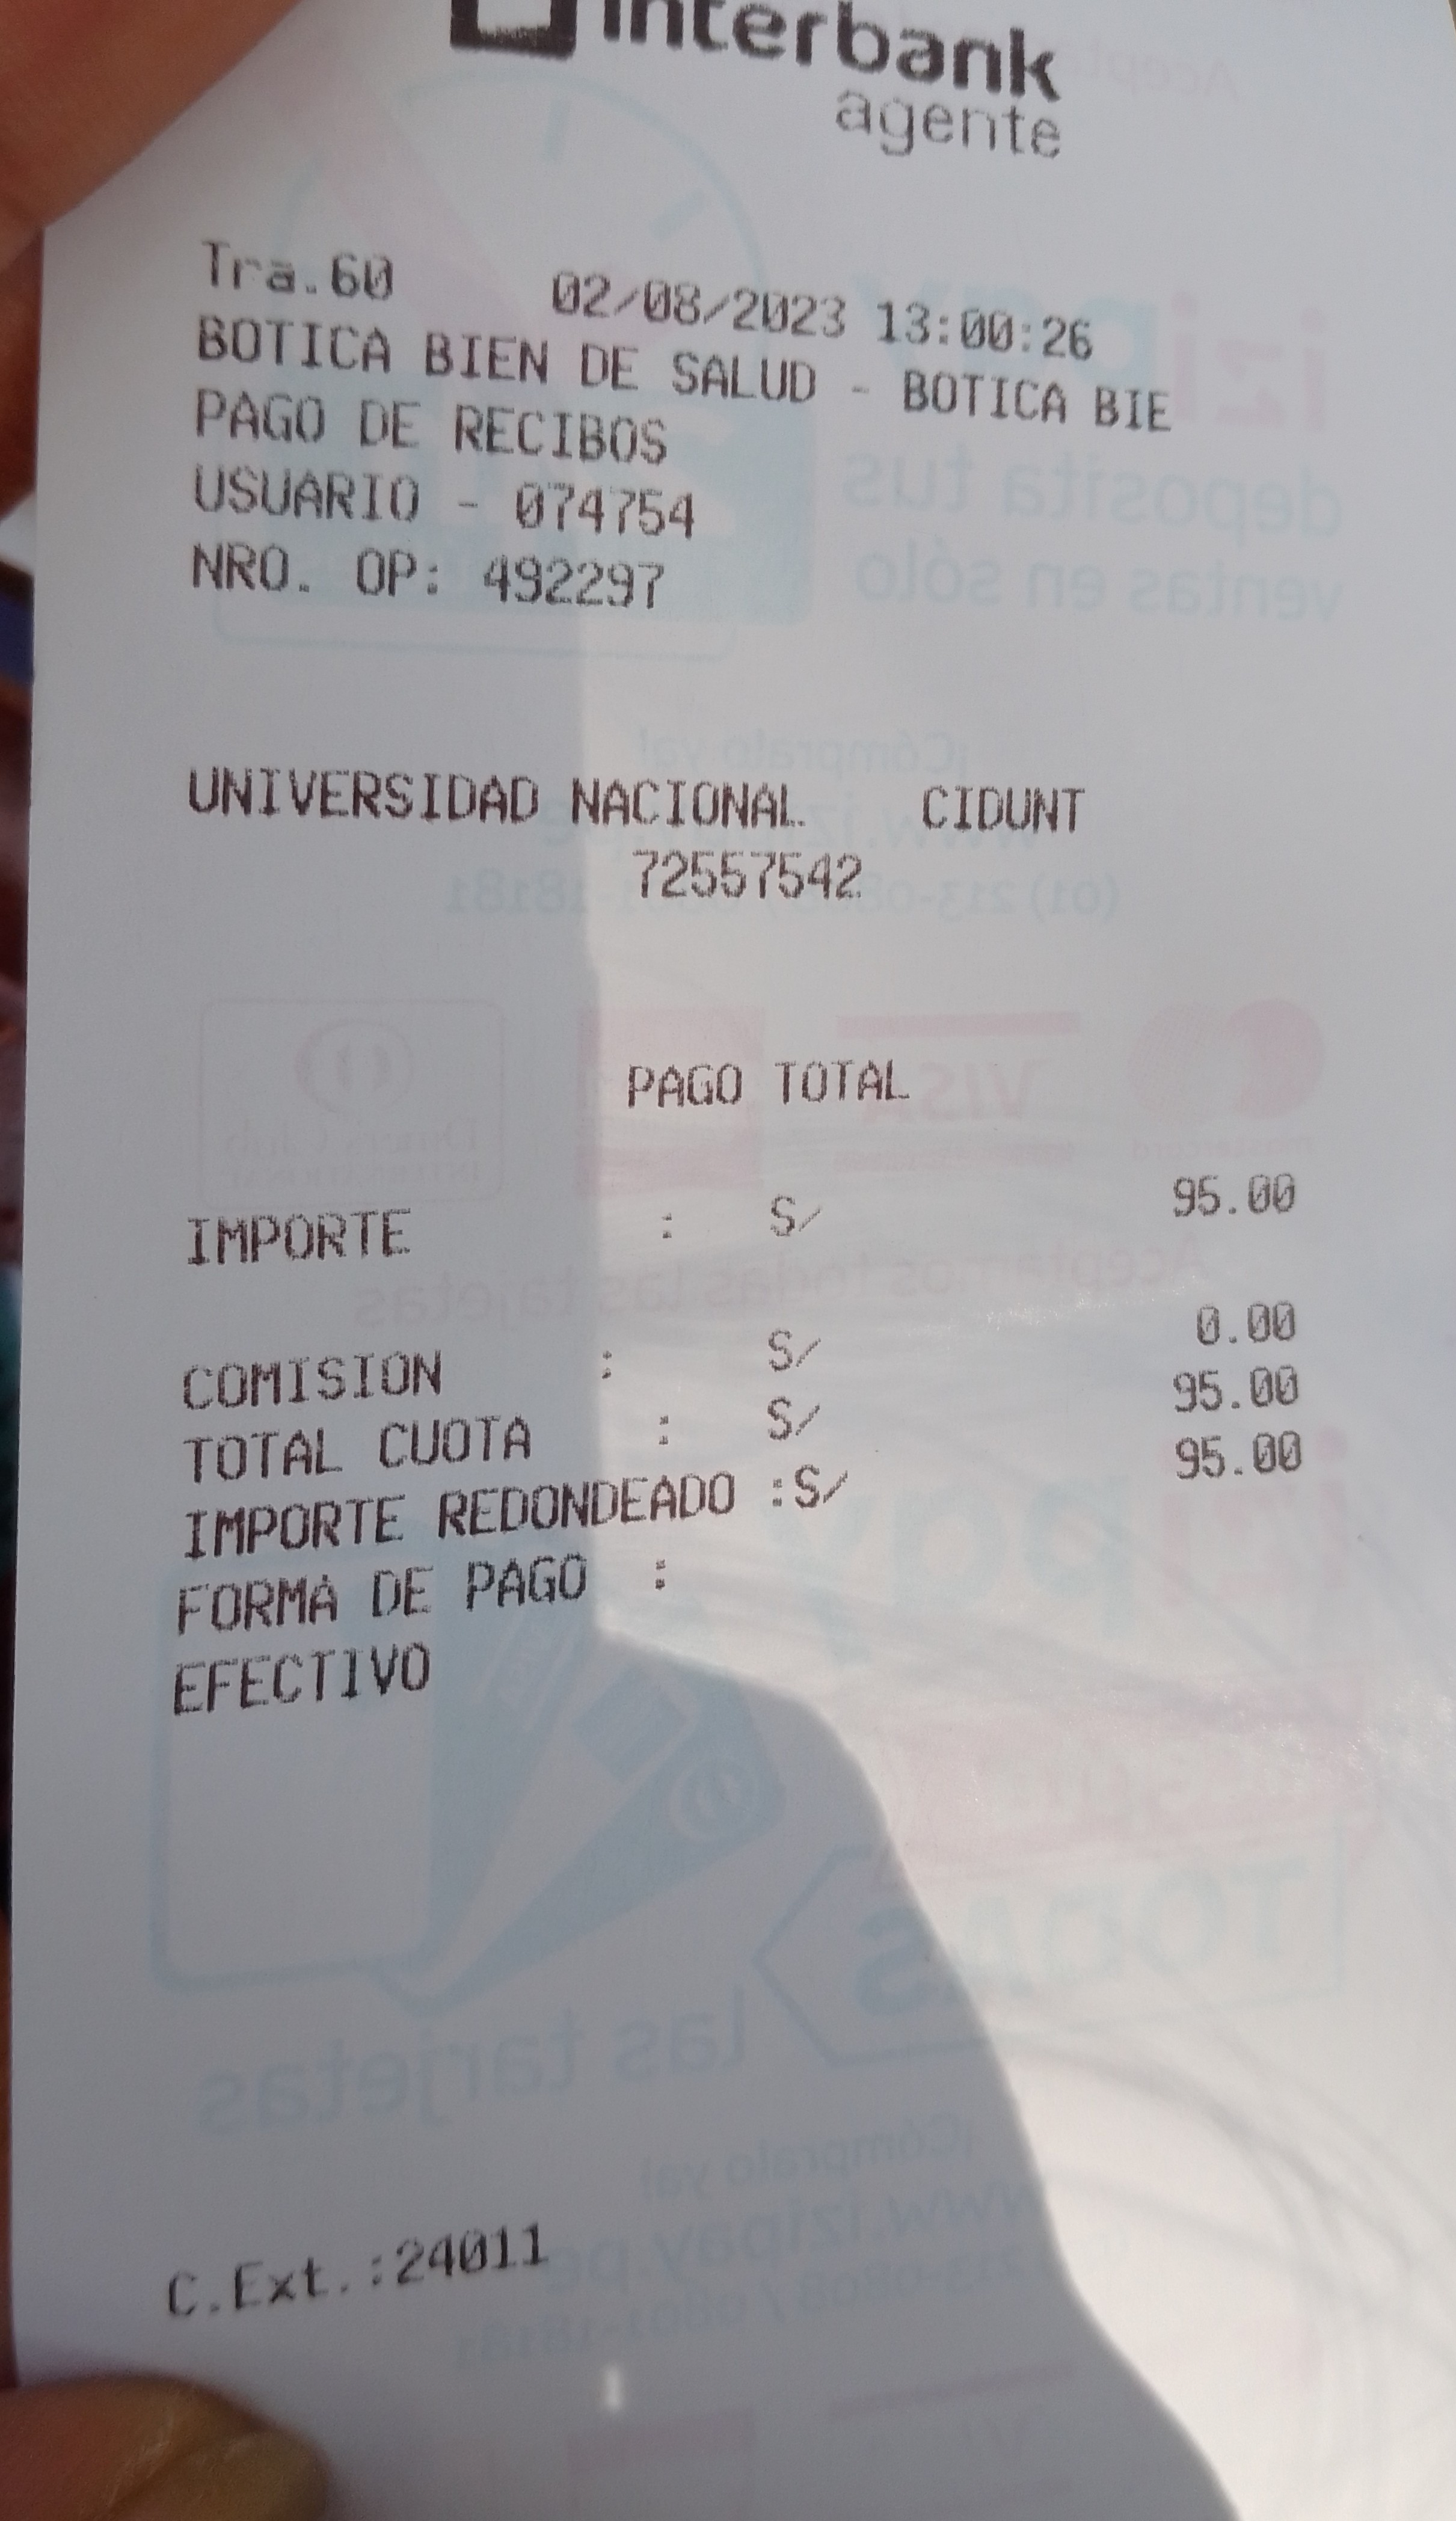 interbank
agente
Tra.60 02/08/2023 13:00:26
BOTICA BIEN DE SALUD - BOTICA BIE
PAGO DE RECIBOS
USUARIO - 074754
NRO. OP: 492297
UNIVERSIDAD NACIONAL CIDUNT
72557542
PAGO TOTAL
IMPORTE : S/ 95.00
COMISION : S/ 0.00
TOTAL CUOTA : S/ 95.00
IMPORTE REDONDEADO :S/ 95.00
FORMA DE PAGO :
EFECTIVO
C.Ext.:24011